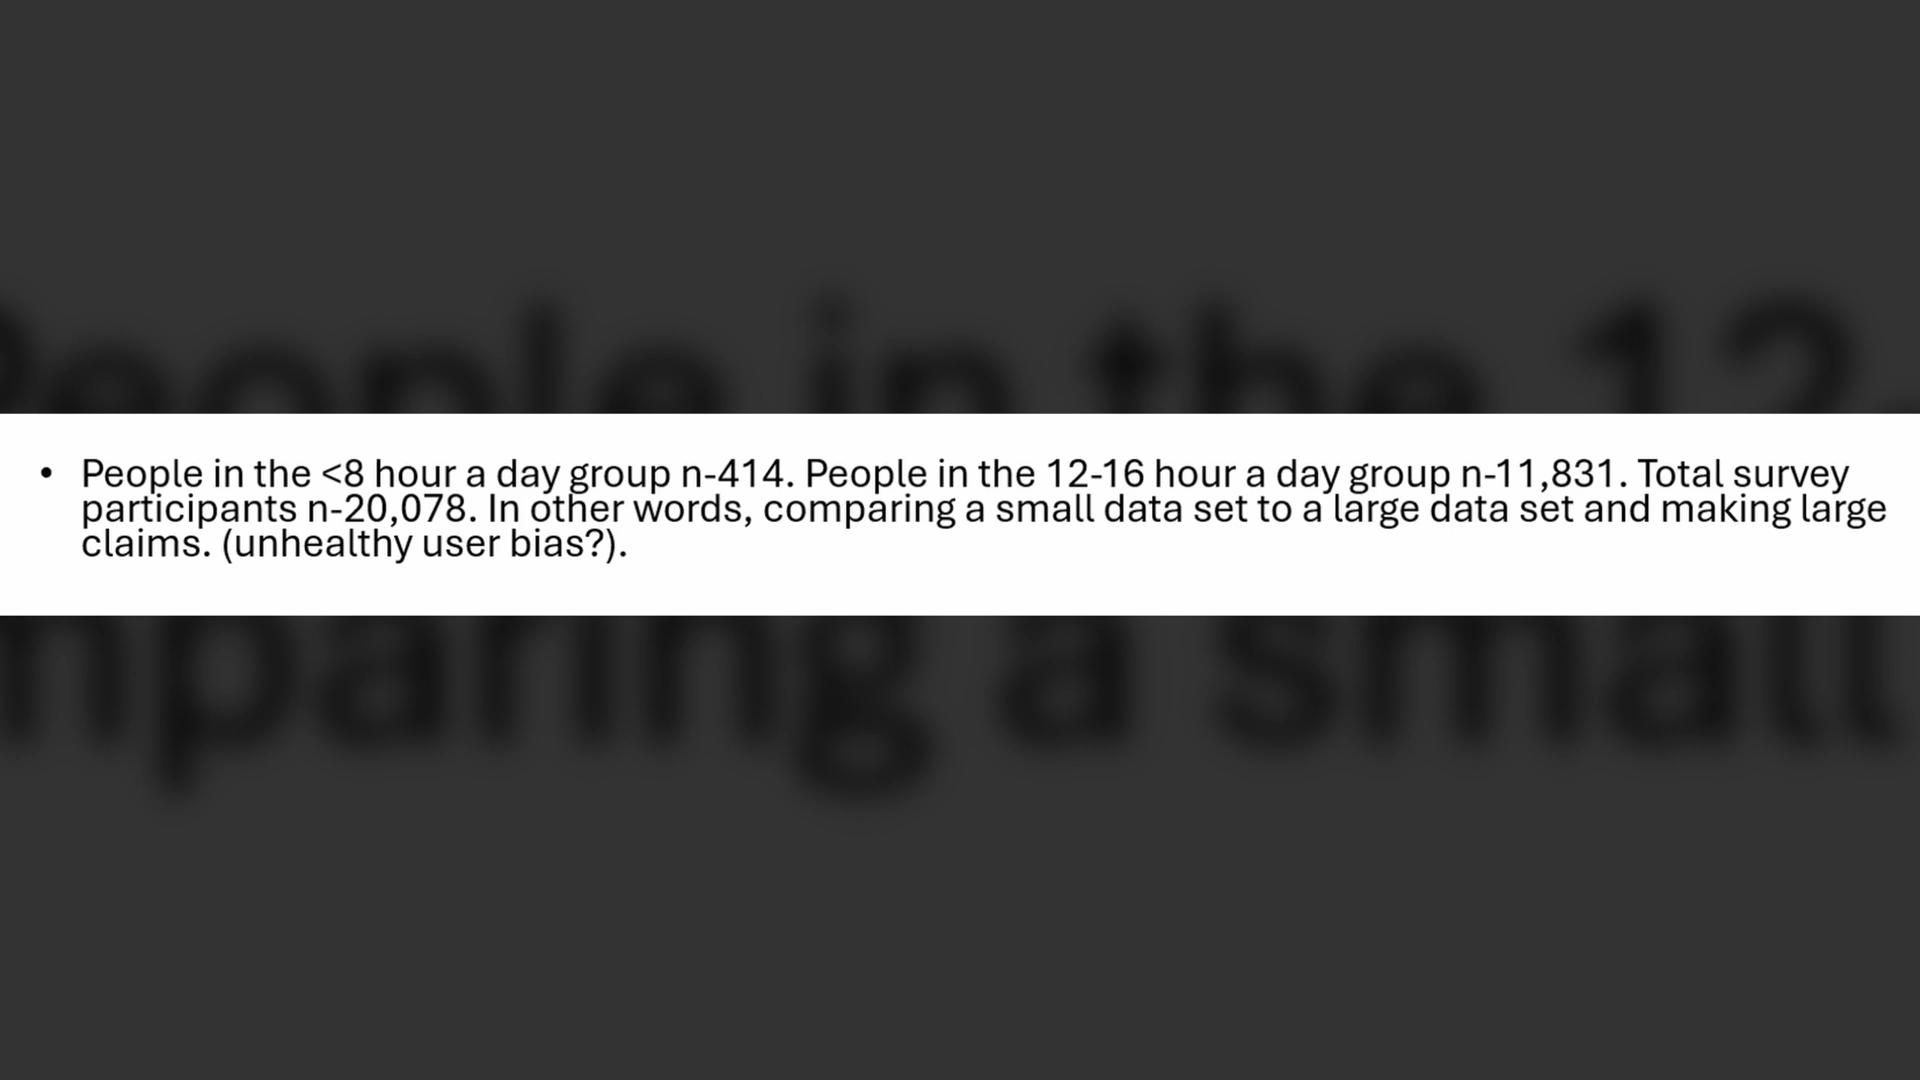 • People in the <8 hour a day group n-414. People in the 12-16 hour a day group n-11,831. Total survey
participants n-20,078. In other words, comparing a small data set to a large data set and making large
claims. (unhealthy user bias?).